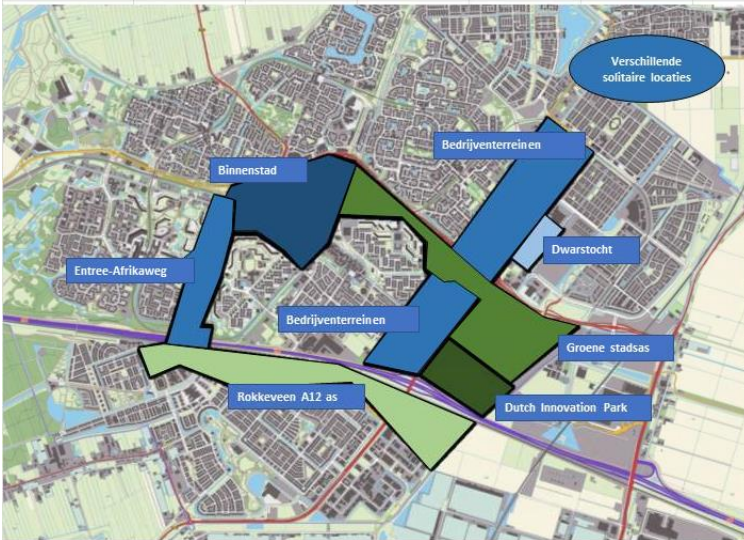 Verschillende
solitaire locaties
Bedrijventerreinen
Binnenstad
Dwarstocht
Entree-Afrikaweg
Bedrijventerreinen
Groene stadsas
Rokkeveen A12 as
Dutch Innovation Park